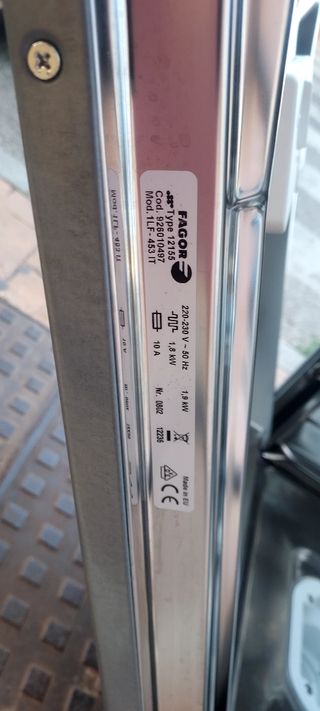 FAGOR
Type 12155
Cod. 926010497
Mod. 1LF-453 IT
220-230 V ~ 50 Hz
1,9 kW
1,8 kW
10 A
Nr. 0802
12236
Made in EU
CE